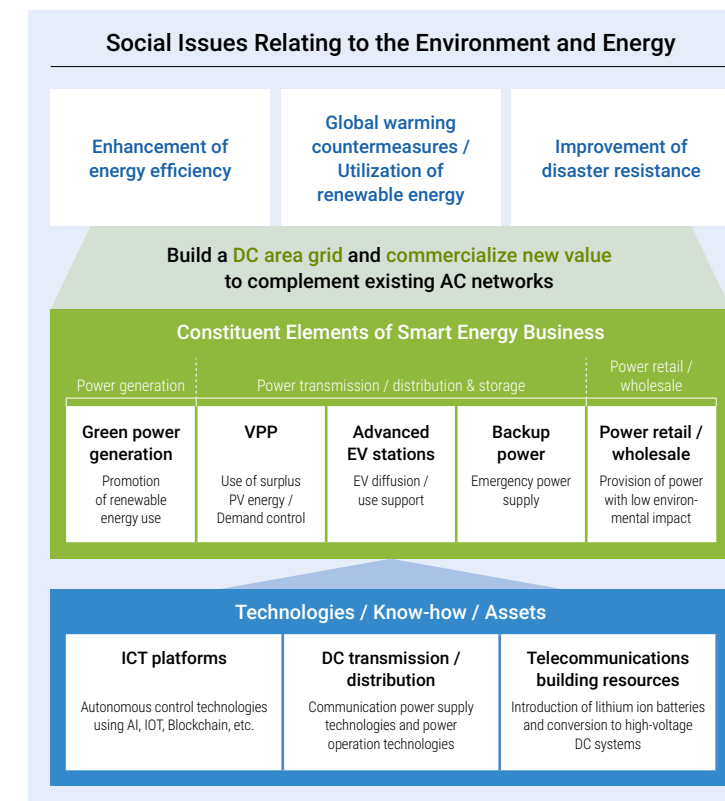 Social Issues Relating to the Environment and Energy
Enhancement of
energy efficiency
Global warming
countermeasures /
Utilization of
renewable energy
Improvement of
disaster resistance
Build a DC area grid and commercialize new value
to complement existing AC networks
Constituent Elements of Smart Energy Business
Power generation
Power transmission / distribution & storage
Power retail /
wholesale
Green power
generation
Promotion
of renewable
energy use
VPP
Use of surplus
PV energy /
Demand control
Advanced
EV stations
EV diffusion /
use support
Backup
power
Emergency power
supply
Power retail /
wholesale
Provision of power
with low environ-
mental impact
Technologies / Know-how / Assets
ICT platforms
Autonomous control technologies
using AI, IOT, Blockchain, etc.
DC transmission /
distribution
Communication power supply
technologies and power
operation technologies
Telecommunications
building resources
Introduction of lithium ion batteries
and conversion to high-voltage
DC systems